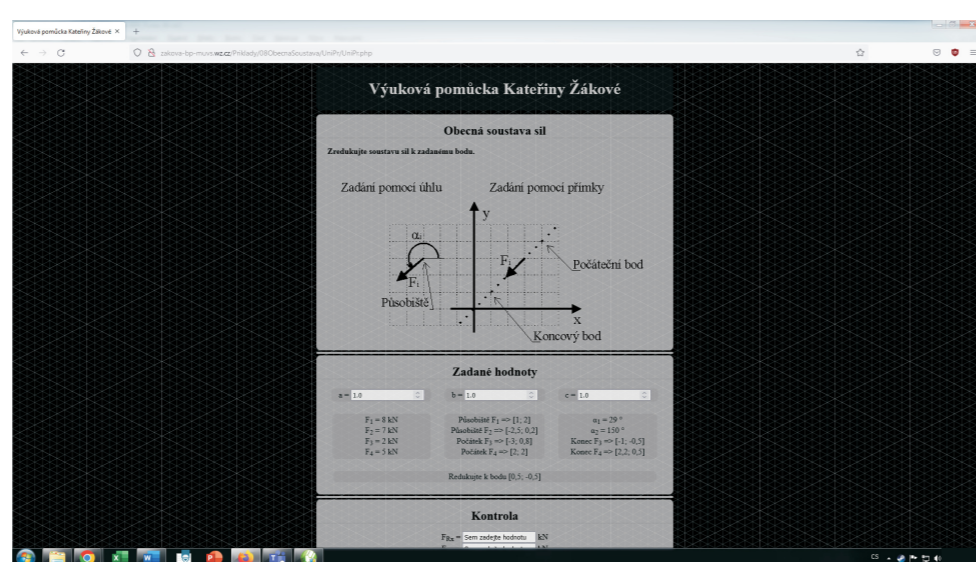 Výuková pomůcka Kateřiny Žákové × +
zakova-bp-muvs.wz.cz/Priklady/08ObecnaSoustava/UniPr/UniPr.php
Výuková pomůcka Kateřiny Žákové
Obecná soustava sil
Zredukujte soustavu sil k zadanému bodu.
Zadání pomocí úhlu
Zadání pomocí přímky
y
αᵢ
Fᵢ
Působiště
Fᵢ
Počáteční bod
x
Koncový bod
Zadané hodnoty
a = 1.0 b = 1.0 c = 1.0
F₁ = 8 kN Působiště F₁ => [1; 2] α₁ = 29 °
F₂ = 7 kN Působiště F₂ => [-2,5; 0,2] α₂ = 150 °
F₃ = 2 kN Počátek F₃ => [-3; 0,8] Konec F₃ => [-1; -0,5]
F₄ = 5 kN Počátek F₄ => [2; 2] Konec F₄ => [2,2; 0,5]
Redukujte k bodu [0,5; -0,5]
Kontrola
F_Rx = Sem zadejte hodnotu kN
CS